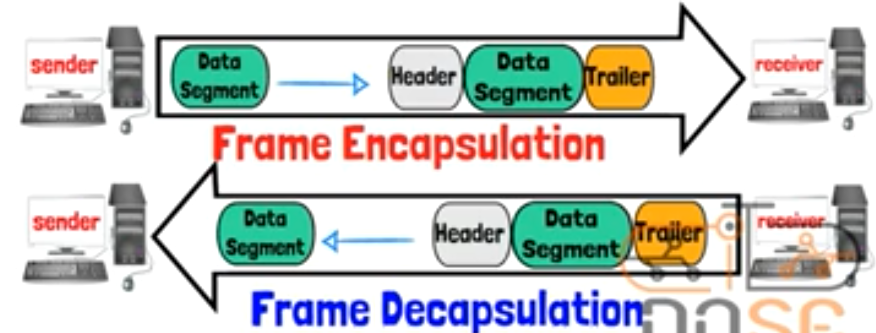 sender
Data
Segment
Header
Data
Segment
Trailer
receiver
Frame Encapsulation
sender
Data
Segment
Header
Data
Segment
Trailer
receiver
Frame Decapsulation